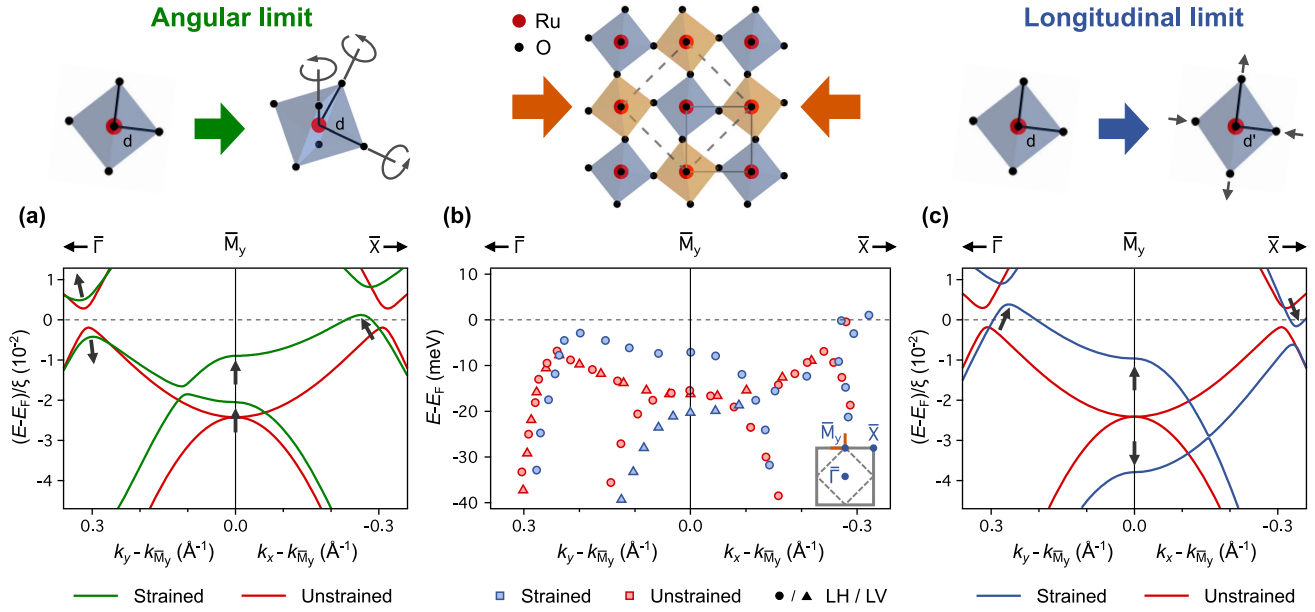 Angular limit
Ru
O
Longitudinal limit
d
d
d
d'
(a)
(b)
(c)
Γ̅ M̅y X̅
Γ̅ M̅y X̅
Γ̅ M̅y X̅
(E-EF)/ξ (10⁻²)
1
0
-1
-2
-3
-4
0.3 0.0 -0.3
ky - kM̅y (Å⁻¹) kx - kM̅y (Å⁻¹)
Strained Unstrained
E-EF (meV)
10
0
-10
-20
-30
-40
M̅y X̅
Γ̅
0.3 0.0 -0.3
ky - kM̅y (Å⁻¹) kx - kM̅y (Å⁻¹)
Strained Unstrained / LH / LV
(E-EF)/ξ (10⁻²)
1
0
-1
-2
-3
-4
0.3 0.0 -0.3
ky - kM̅y (Å⁻¹) kx - kM̅y (Å⁻¹)
Strained Unstrained